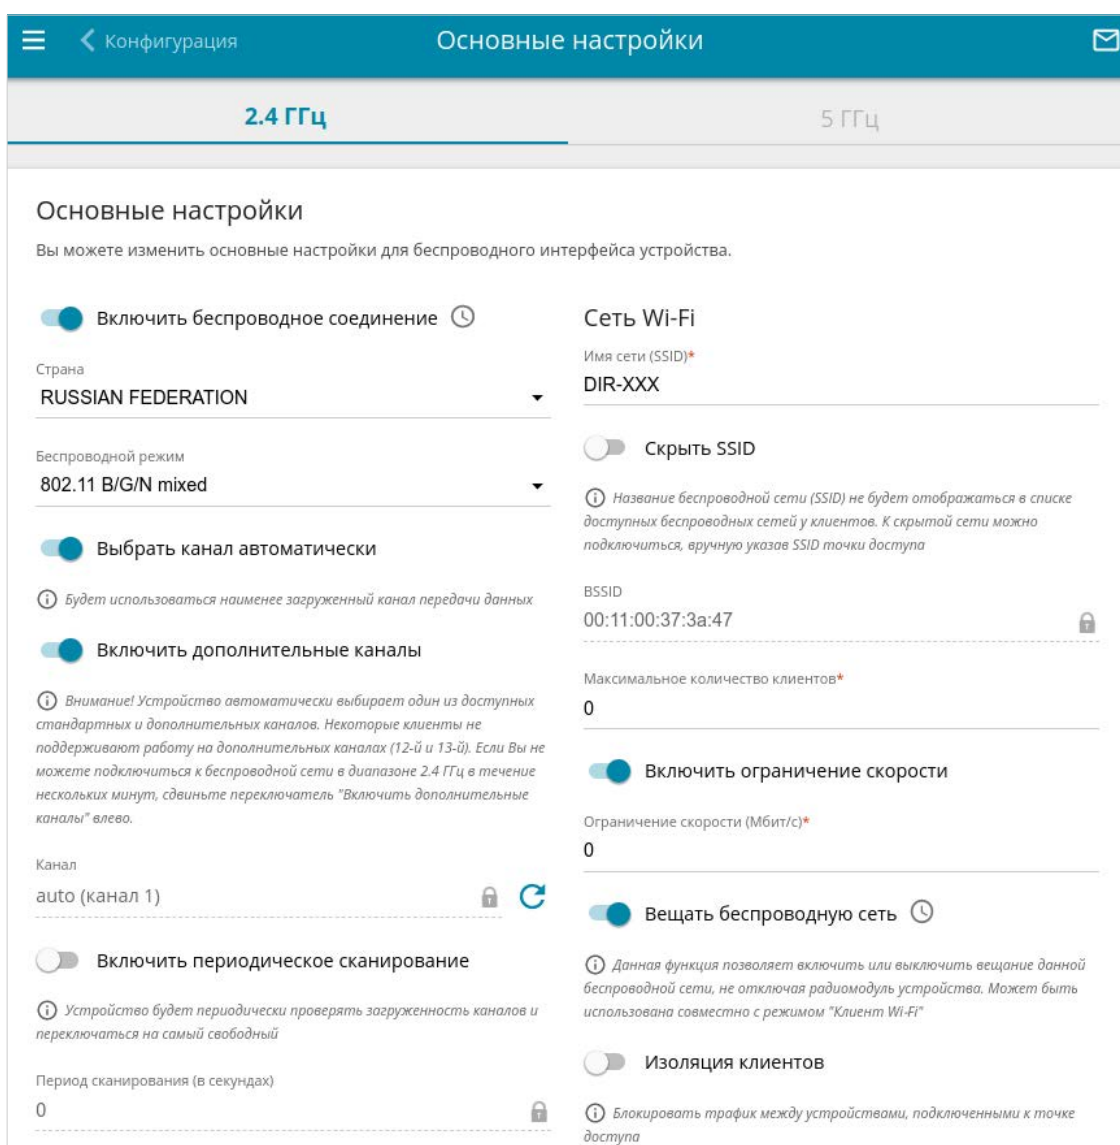 Конфигурация
Основные настройки
2.4 ГГц
5 ГГц
Основные настройки
Вы можете изменить основные настройки для беспроводного интерфейса устройства.
Включить беспроводное соединение
Страна
RUSSIAN FEDERATION
Беспроводной режим
802.11 B/G/N mixed
Выбрать канал автоматически
Будет использоваться наименее загруженный канал передачи данных
Включить дополнительные каналы
Внимание! Устройство автоматически выбирает один из доступных
стандартных и дополнительных каналов. Некоторые клиенты не
поддерживают работу на дополнительных каналах (12-й и 13-й). Если Вы не
можете подключиться к беспроводной сети в диапазоне 2.4 ГГц в течение
нескольких минут, сдвиньте переключатель "Включить дополнительные
каналы" влево.
Канал
auto (канал 1)
Включить периодическое сканирование
Устройство будет периодически проверять загруженность каналов и
переключаться на самый свободный
Период сканирования (в секундах)
0
Сеть Wi-Fi
Имя сети (SSID)*
DIR-XXX
Скрыть SSID
Название беспроводной сети (SSID) не будет отображаться в списке
доступных беспроводных сетей у клиентов. К скрытой сети можно
подключиться, вручную указав SSID точки доступа
BSSID
00:11:00:37:3a:47
Максимальное количество клиентов*
0
Включить ограничение скорости
Ограничение скорости (Мбит/с)*
0
Вещать беспроводную сеть
Данная функция позволяет включить или выключить вещание данной
беспроводной сети, не отключая радиомодуль устройства. Может быть
использована совместно с режимом "Клиент Wi-Fi"
Изоляция клиентов
Блокировать трафик между устройствами, подключенными к точке
доступа